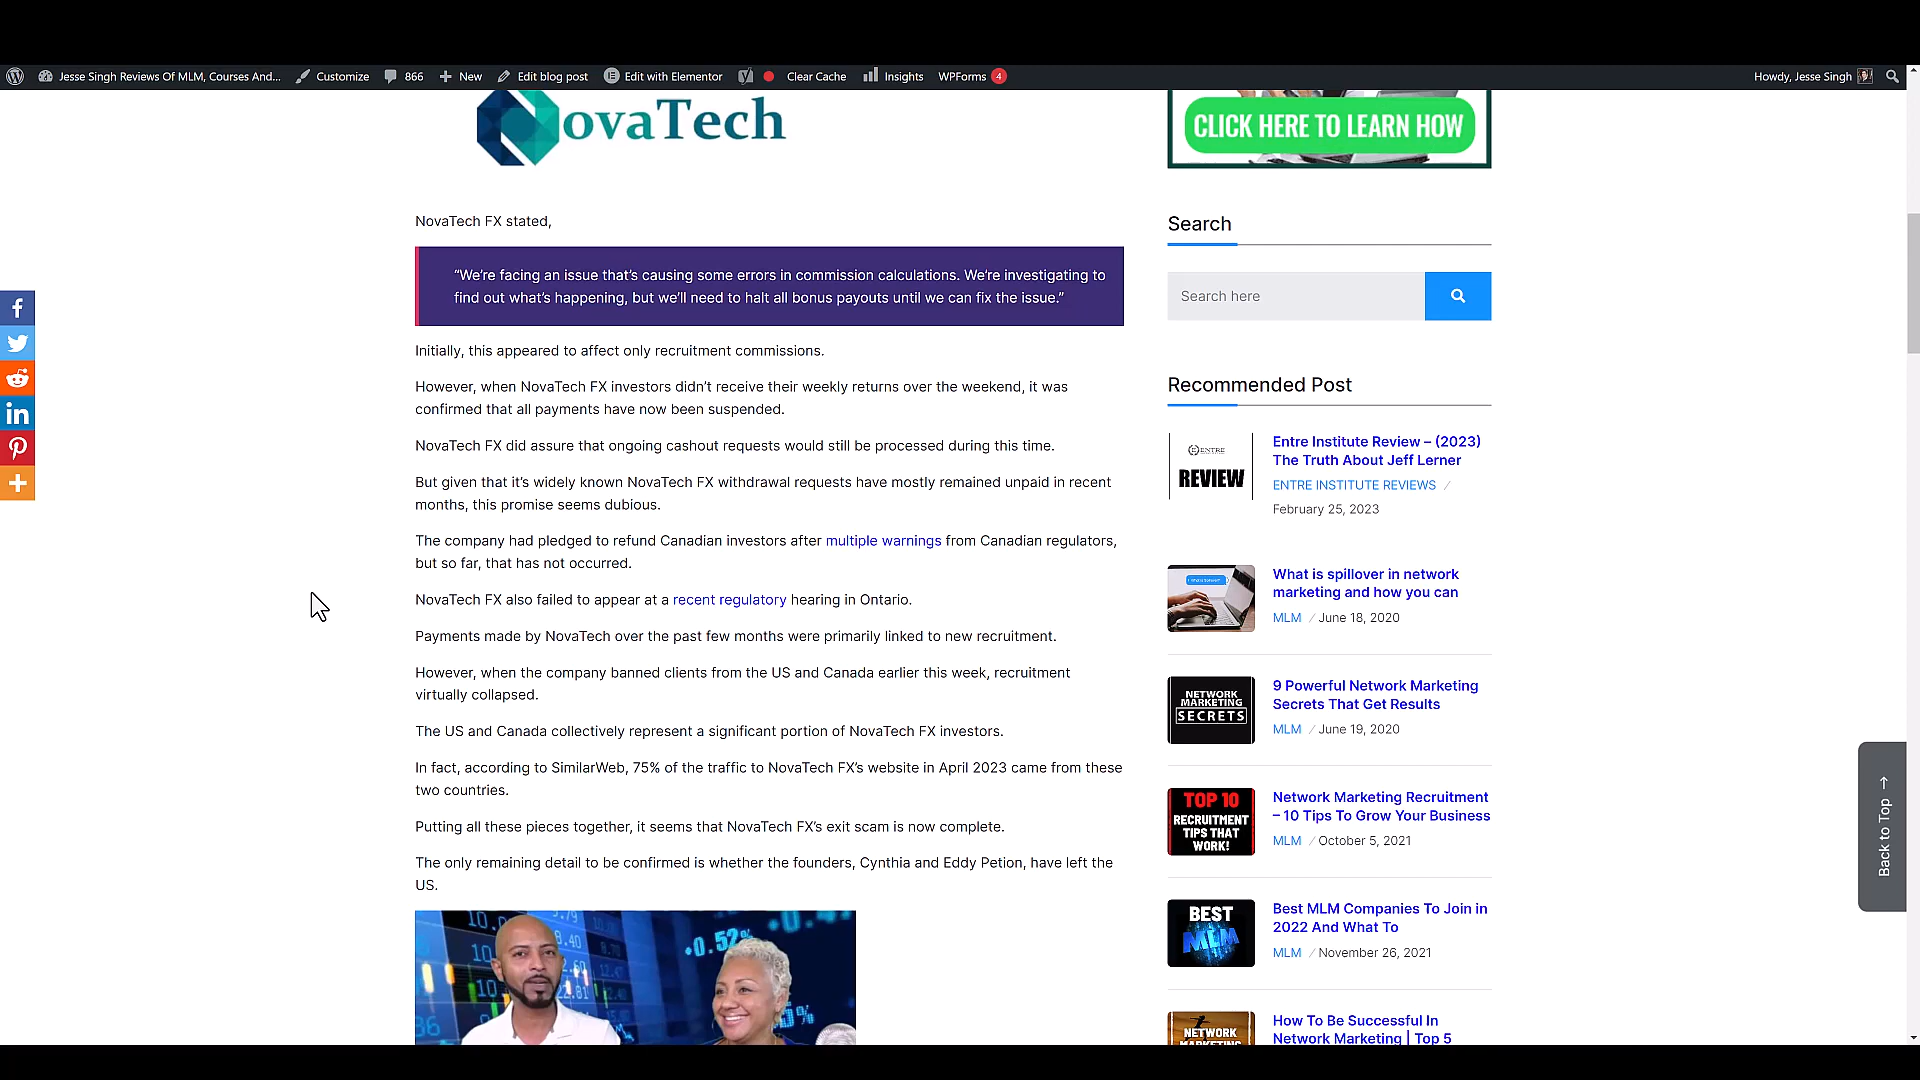 Jesse Singh Reviews Of MLM, Courses And... Customize 866 New Edit blog post Edit with Elementor Clear Cache Insights WPForms 4 Howdy, Jesse Singh
NovaTech
NovaTech FX stated,
“We’re facing an issue that’s causing some errors in commission calculations. We’re investigating to
find out what’s happening, but we’ll need to halt all bonus payouts until we can fix the issue.”
Initially, this appeared to affect only recruitment commissions.
However, when NovaTech FX investors didn’t receive their weekly returns over the weekend, it was
confirmed that all payments have now been suspended.
NovaTech FX did assure that ongoing cashout requests would still be processed during this time.
But given that it’s widely known NovaTech FX withdrawal requests have mostly remained unpaid in recent
months, this promise seems dubious.
The company had pledged to refund Canadian investors after multiple warnings from Canadian regulators,
but so far, that has not occurred.
NovaTech FX also failed to appear at a recent regulatory hearing in Ontario.
Payments made by NovaTech over the past few months were primarily linked to new recruitment.
However, when the company banned clients from the US and Canada earlier this week, recruitment
virtually collapsed.
The US and Canada collectively represent a significant portion of NovaTech FX investors.
In fact, according to SimilarWeb, 75% of the traffic to NovaTech FX’s website in April 2023 came from these
two countries.
Putting all these pieces together, it seems that NovaTech FX’s exit scam is now complete.
The only remaining detail to be confirmed is whether the founders, Cynthia and Eddy Petion, have left the
US.
+0.52%
CLICK HERE TO LEARN HOW
Search
Search here
Recommended Post
ENTRE
REVIEW
Entre Institute Review – (2023)
The Truth About Jeff Lerner
ENTRE INSTITUTE REVIEWS /
February 25, 2023
What is spillover in network
marketing and how you can
MLM / June 18, 2020
NETWORK
MARKETING
SECRETS
9 Powerful Network Marketing
Secrets That Get Results
MLM / June 19, 2020
TOP 10
RECRUITMENT
TIPS THAT
WORK!
Network Marketing Recruitment
– 10 Tips To Grow Your Business
MLM / October 5, 2021
BEST
MLM
Best MLM Companies To Join in
2022 And What To
MLM / November 26, 2021
NETWORK
MARKETING
How To Be Successful In
Network Marketing | Top 5
Back to Top →